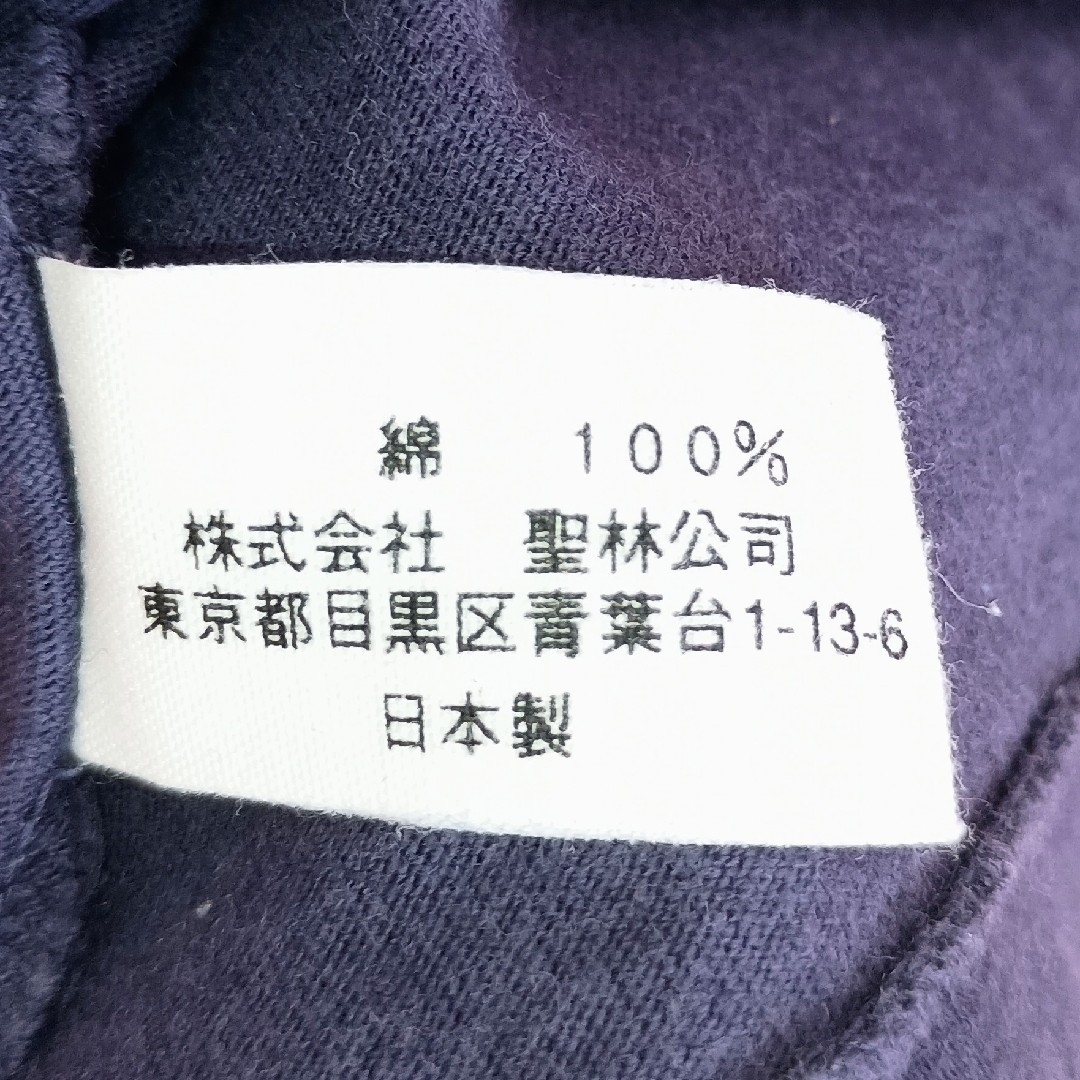 綿　１００％
株式会社　聖林公司
東京都目黒区青葉台1-13-6
日本製